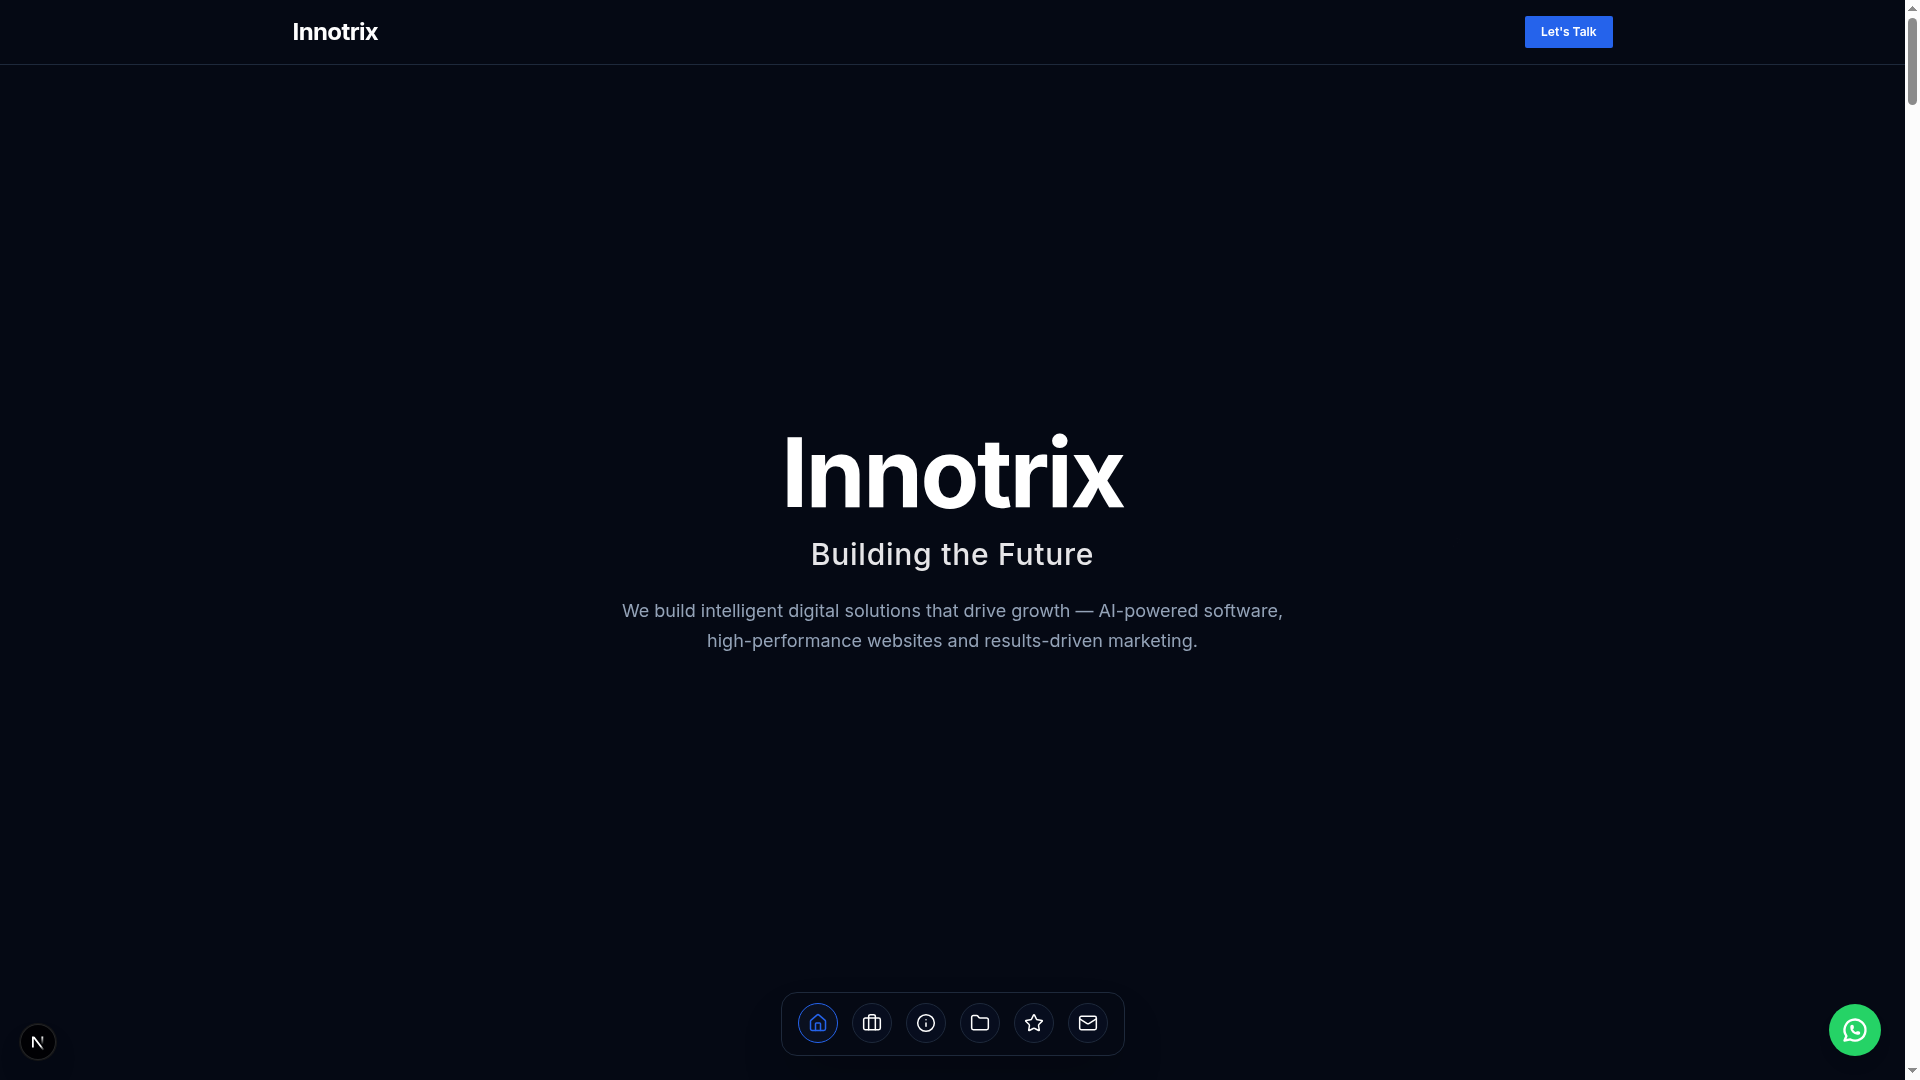 Innotrix
Let's Talk
Innotrix
Building the Future
We build intelligent digital solutions that drive growth — AI-powered software,
high-performance websites and results-driven marketing.
N